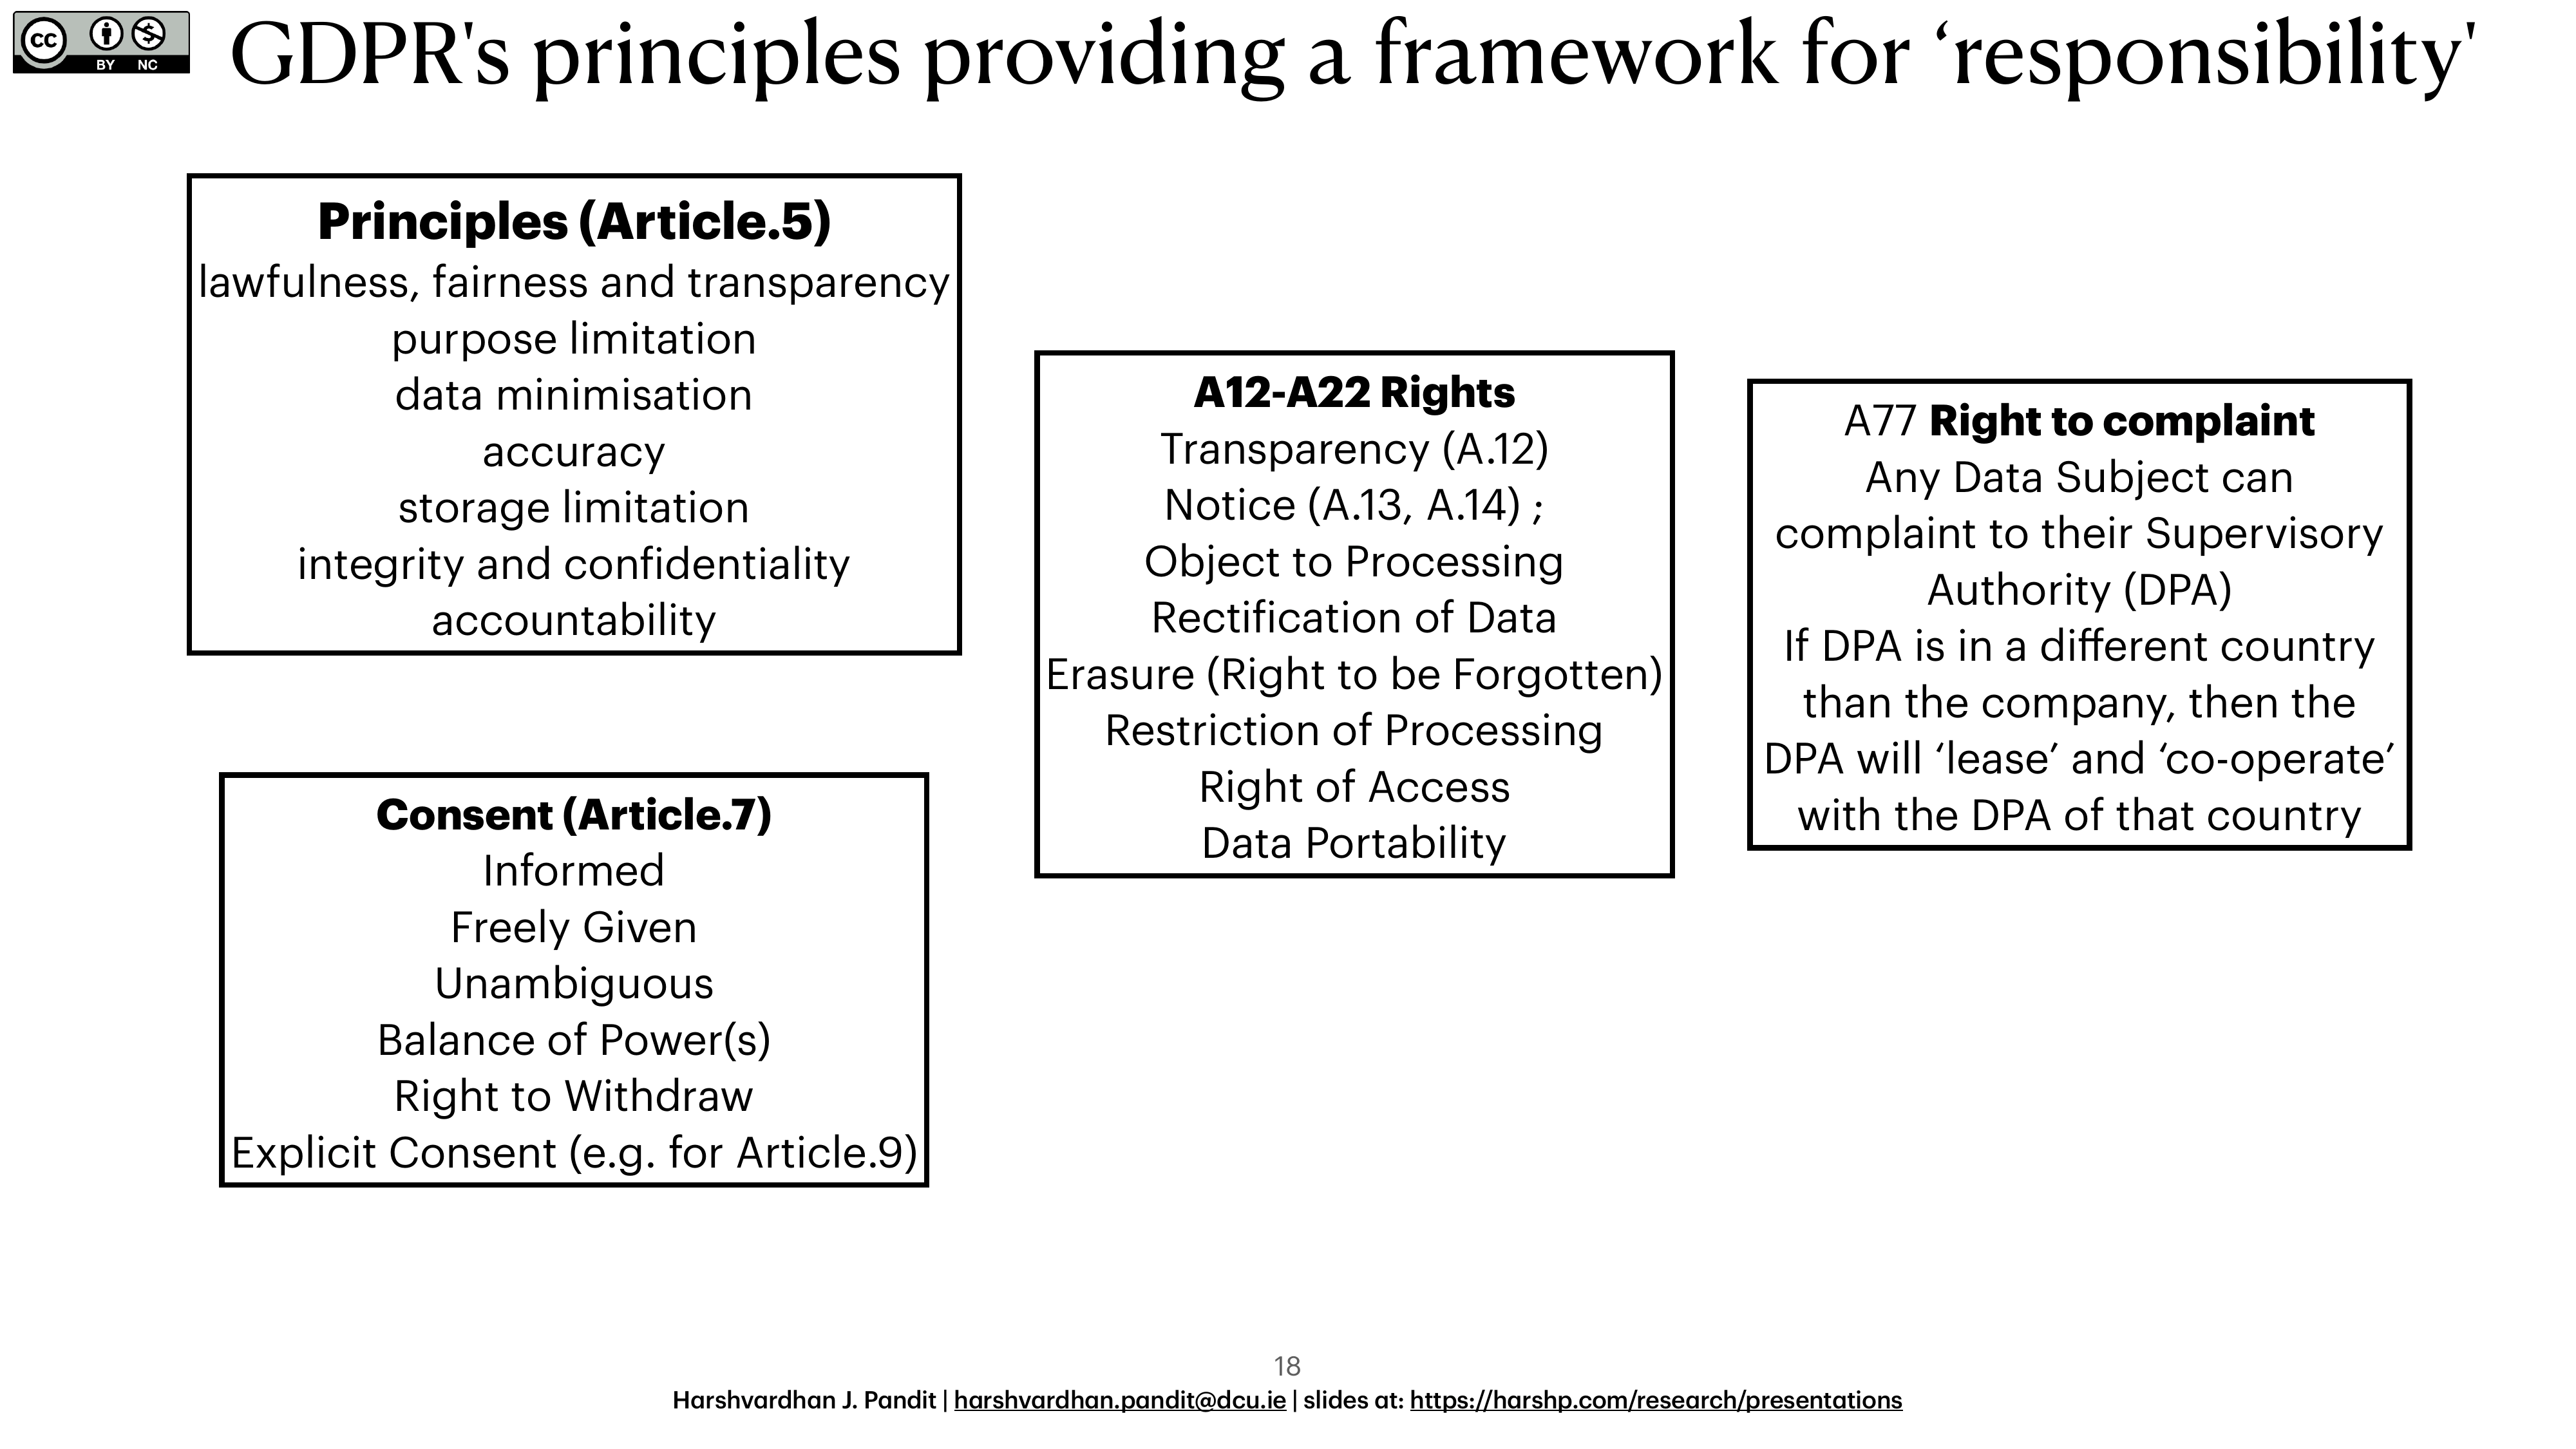 cc BY NC
GDPR's principles providing a framework for ‘responsibility'
Principles (Article.5)
lawfulness, fairness and transparency
purpose limitation
data minimisation
accuracy
storage limitation
integrity and confidentiality
accountability
Consent (Article.7)
Informed
Freely Given
Unambiguous
Balance of Power(s)
Right to Withdraw
Explicit Consent (e.g. for Article.9)
A12-A22 Rights
Transparency (A.12)
Notice (A.13, A.14) ;
Object to Processing
Rectification of Data
Erasure (Right to be Forgotten)
Restriction of Processing
Right of Access
Data Portability
A77 Right to complaint
Any Data Subject can
complaint to their Supervisory
Authority (DPA)
If DPA is in a different country
than the company, then the
DPA will ‘lease’ and ‘co-operate’
with the DPA of that country
18
Harshvardhan J. Pandit | harshvardhan.pandit@dcu.ie | slides at: https://harshp.com/research/presentations